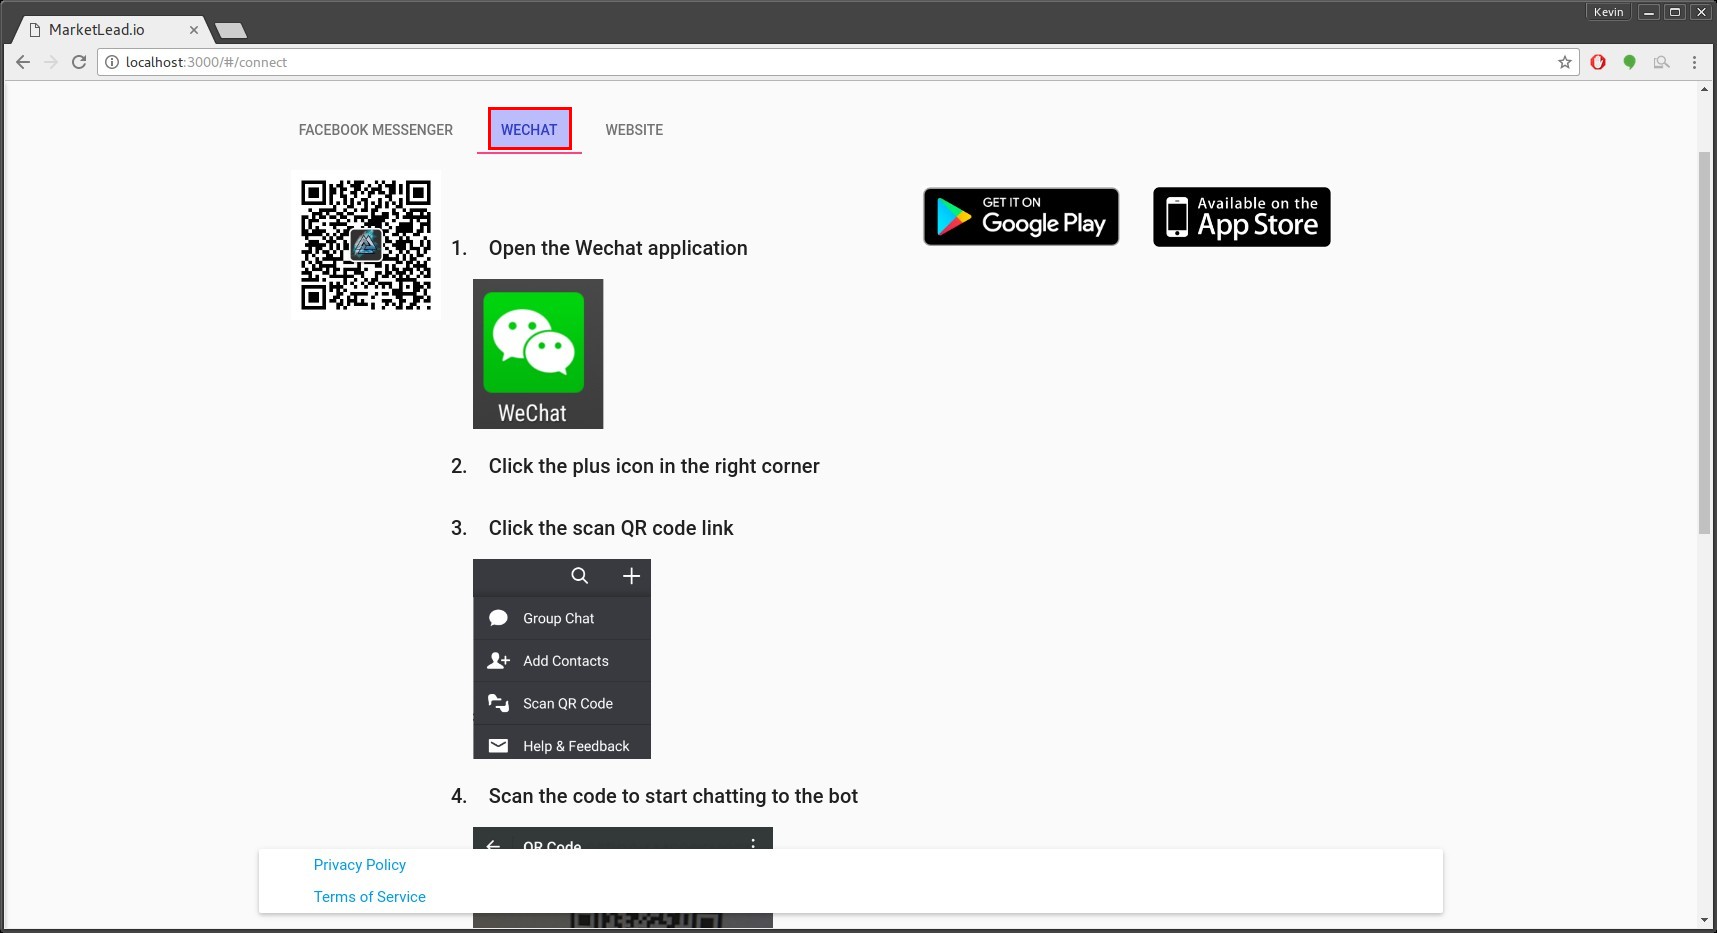 Kevin
MarketLead.io
localhost:3000/#/connect
FACEBOOK MESSENGER
WECHAT
WEBSITE
GET IT ON
Google Play
Available on the
App Store
1. Open the Wechat application
WeChat
2. Click the plus icon in the right corner
3. Click the scan QR code link
Group Chat
Add Contacts
Scan QR Code
Help & Feedback
4. Scan the code to start chatting to the bot
QR Code
Privacy Policy
Terms of Service